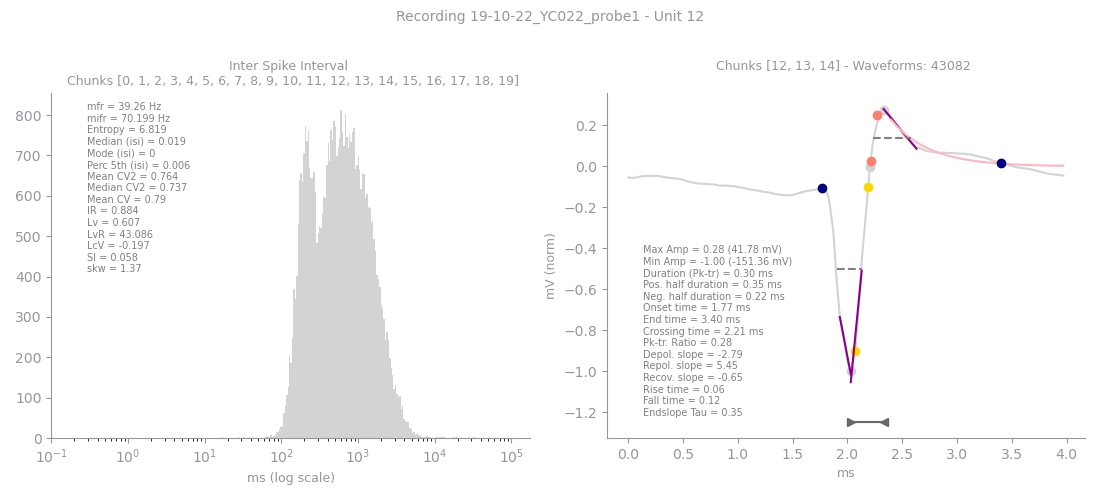 Recording 19-10-22_YC022_probe1 - Unit 12
Inter Spike Interval
Chunks [0, 1, 2, 3, 4, 5, 6, 7, 8, 9, 10, 11, 12, 13, 14, 15, 16, 17, 18, 19]
mfr = 39.26 Hz
mifr = 70.199 Hz
Entropy = 6.819
Median (isi) = 0.019
Mode (isi) = 0
Perc 5th (isi) = 0.006
Mean CV2 = 0.764
Median CV2 = 0.737
Mean CV = 0.79
IR = 0.884
Lv = 0.607
LvR = 43.086
LcV = -0.197
SI = 0.058
skw = 1.37
800
700
600
500
400
300
200
100
0
10⁻¹ 10⁰ 10¹ 10² 10³ 10⁴ 10⁵
ms (log scale)
Chunks [12, 13, 14] - Waveforms: 43082
mV (norm)
0.2
0.0
−0.2
−0.4
−0.6
−0.8
−1.0
−1.2
Max Amp = 0.28 (41.78 mV)
Min Amp = -1.00 (-151.36 mV)
Duration (Pk-tr) = 0.30 ms
Pos. half duration = 0.35 ms
Neg. half duration = 0.22 ms
Onset time = 1.77 ms
End time = 3.40 ms
Crossing time = 2.21 ms
Pk-tr. Ratio = 0.28
Depol. slope = -2.79
Repol. slope = 5.45
Recov. slope = -0.65
Rise time = 0.06
Fall time = 0.12
Endslope Tau = 0.35
0.0 0.5 1.0 1.5 2.0 2.5 3.0 3.5 4.0
ms